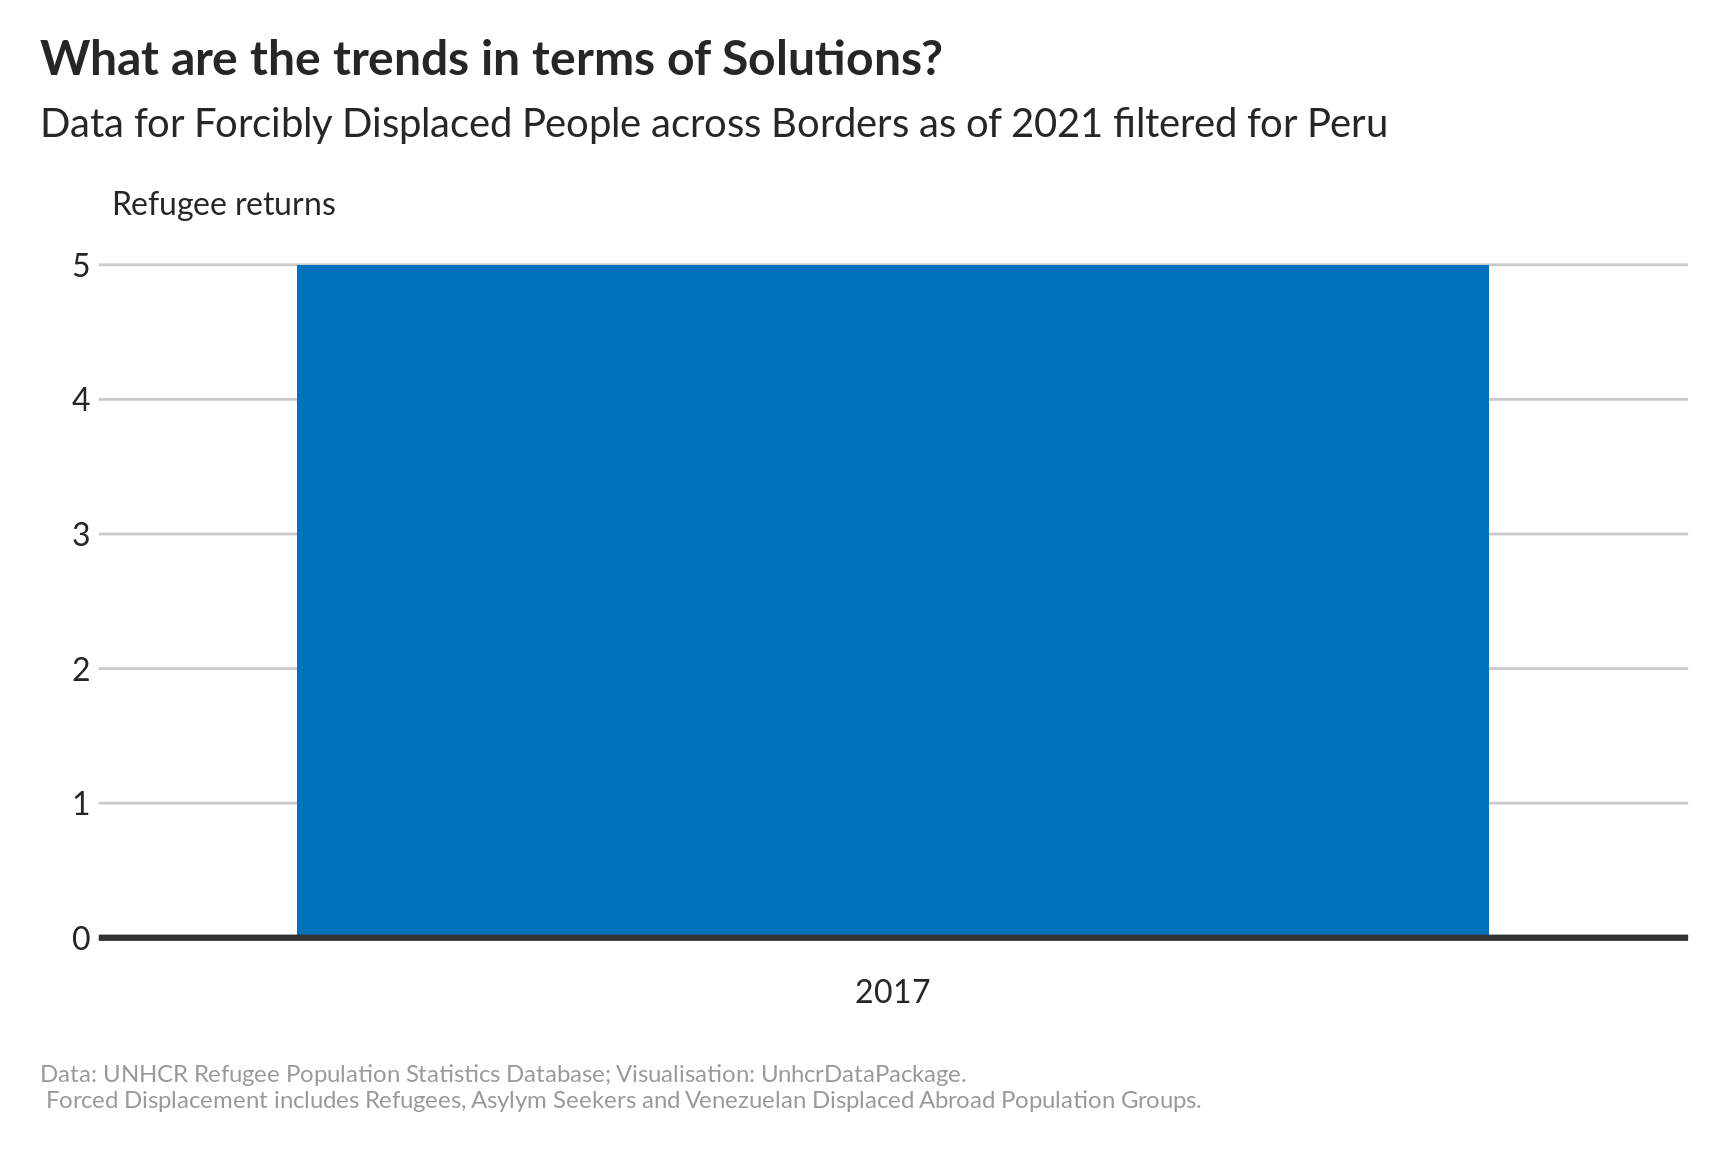 What are the trends in terms of Solutions?
Data for Forcibly Displaced People across Borders as of 2021 filtered for Peru
Refugee returns
5
4
3
2
1
0
2017
Data: UNHCR Refugee Population Statistics Database; Visualisation: UnhcrDataPackage.
Forced Displacement includes Refugees, Asylym Seekers and Venezuelan Displaced Abroad Population Groups.